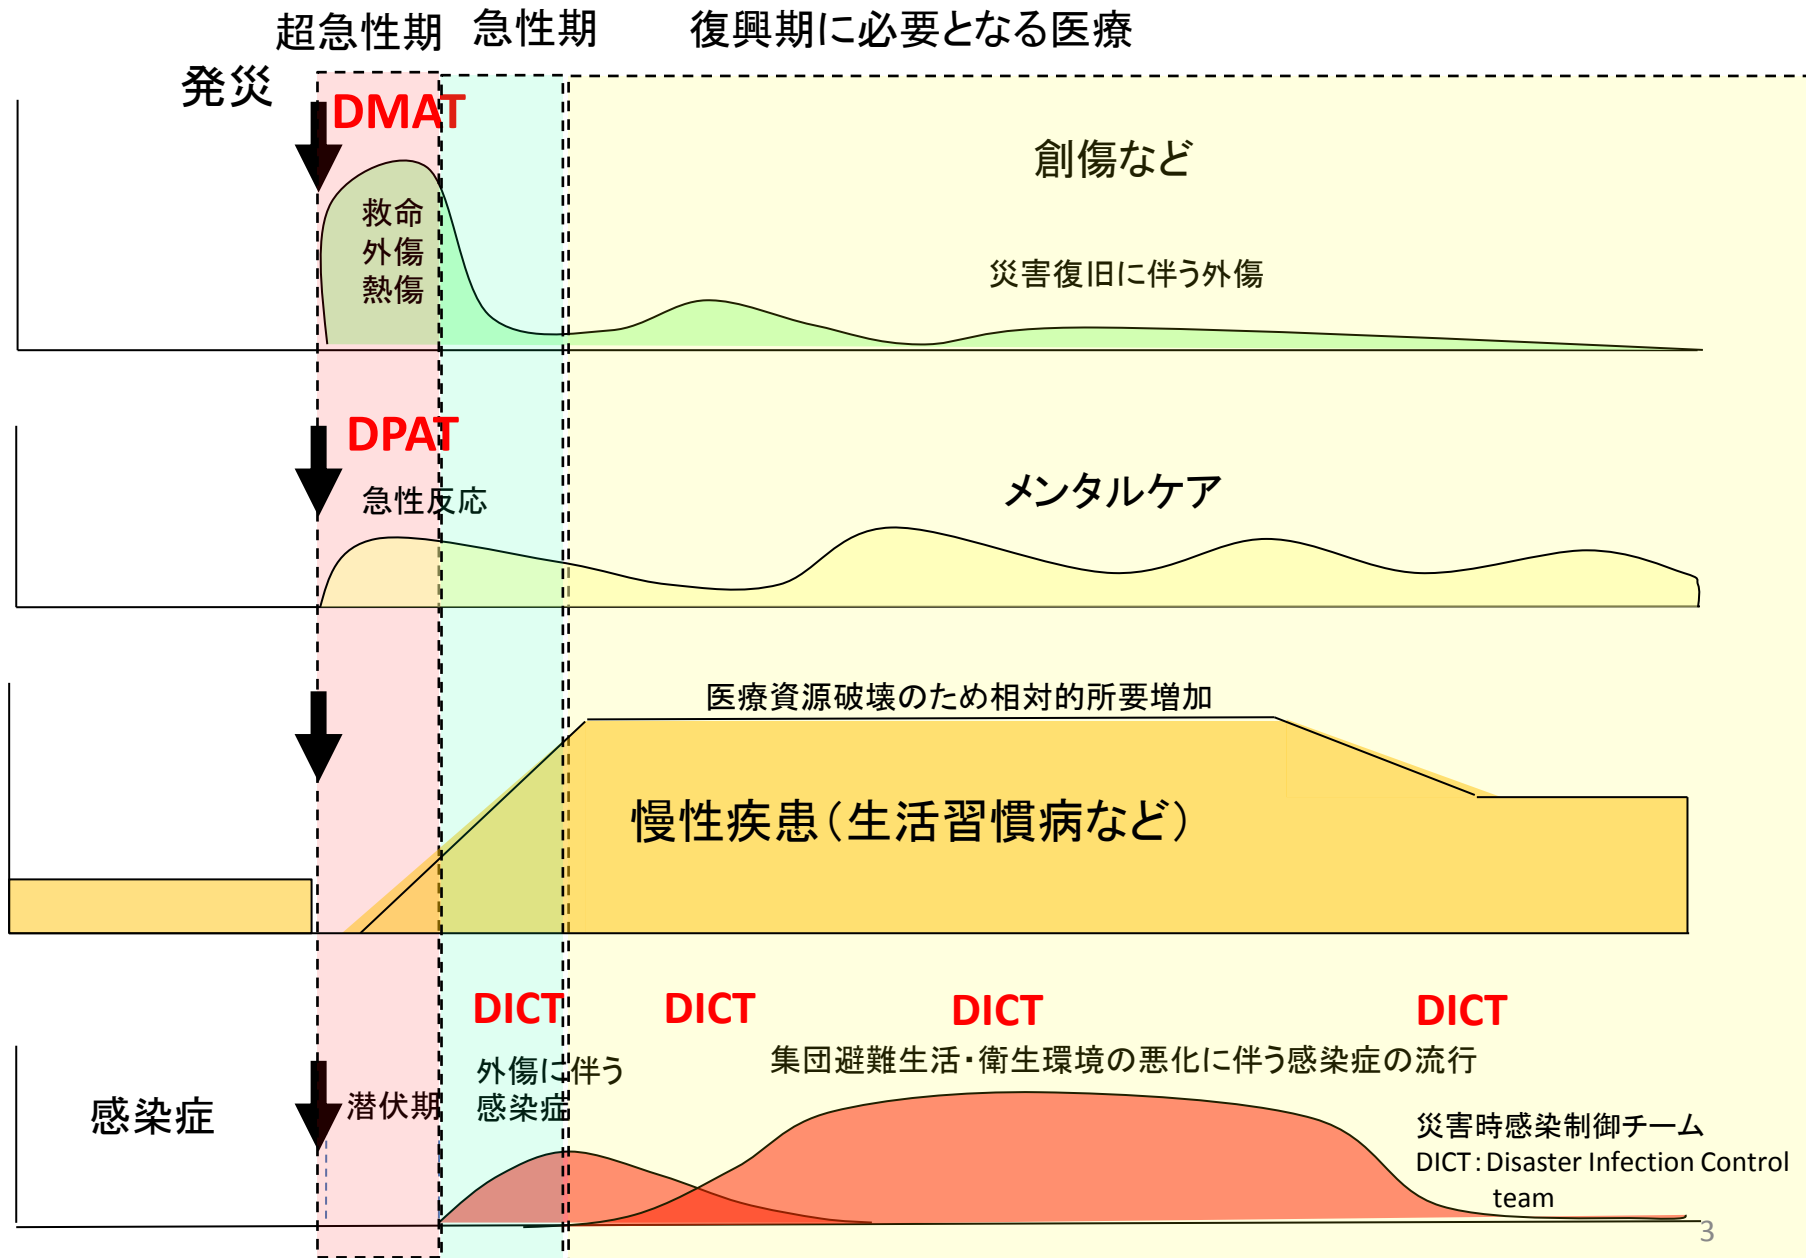 超急性期
急性期
復興期に必要となる医療
発災
DMAT
創傷など
救命
外傷
熱傷
災害復旧に伴う外傷
DPAT
急性反応
メンタルケア
医療資源破壊のため相対的所要増加
慢性疾患(生活習慣病など)
DICT
DICT
DICT
DICT
集団避難生活・衛生環境の悪化に伴う感染症の流行
外傷に伴う
感染症
潜伏期
感染症
災害時感染制御チーム
DICT:Disaster Infection Control
team
3